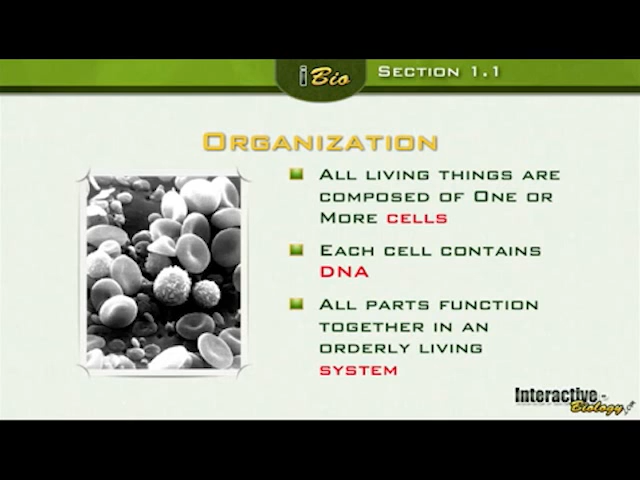 iBio
Section 1.1
Organization
All living things are
composed of One or
More cells
Each cell contains
DNA
All parts function
together in an
orderly living
system
Interactive-
Biology.com